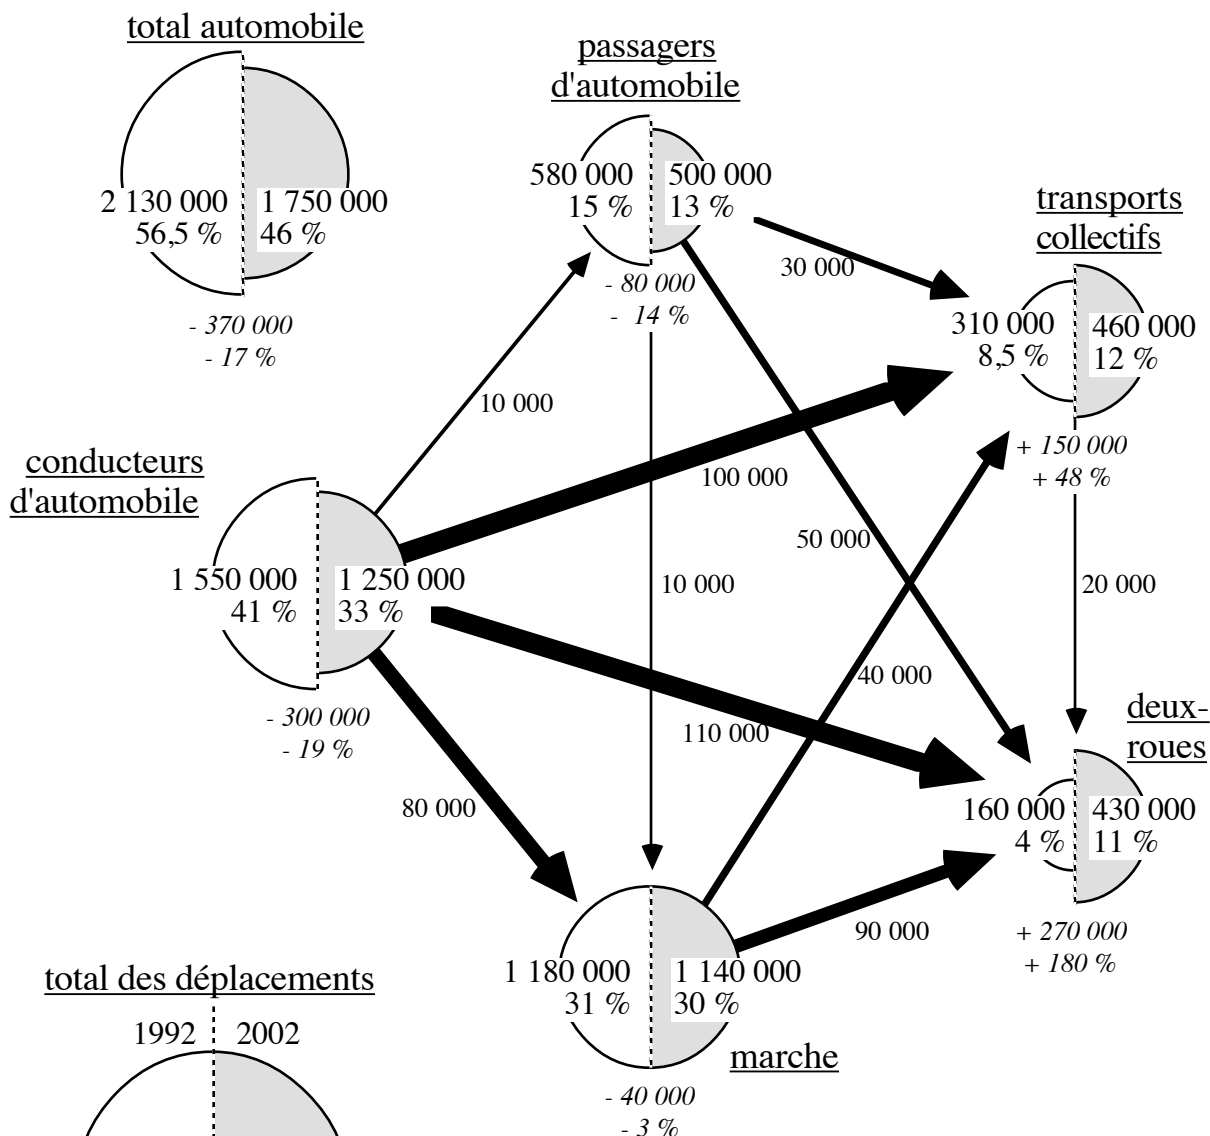 total automobile
2 130 000
56,5 %
1 750 000
46 %
- 370 000
- 17 %
passagers
d'automobile
580 000
15 %
500 000
13 %
- 80 000
- 14 %
transports
collectifs
310 000
8,5 %
460 000
12 %
+ 150 000
+ 48 %
30 000
10 000
100 000
50 000
10 000
20 000
40 000
110 000
80 000
90 000
conducteurs
d'automobile
1 550 000
41 %
1 250 000
33 %
- 300 000
- 19 %
deux-
roues
160 000
4 %
430 000
11 %
+ 270 000
+ 180 %
1 180 000
31 %
1 140 000
30 %
marche
- 40 000
- 3 %
total des déplacements
1992
2002